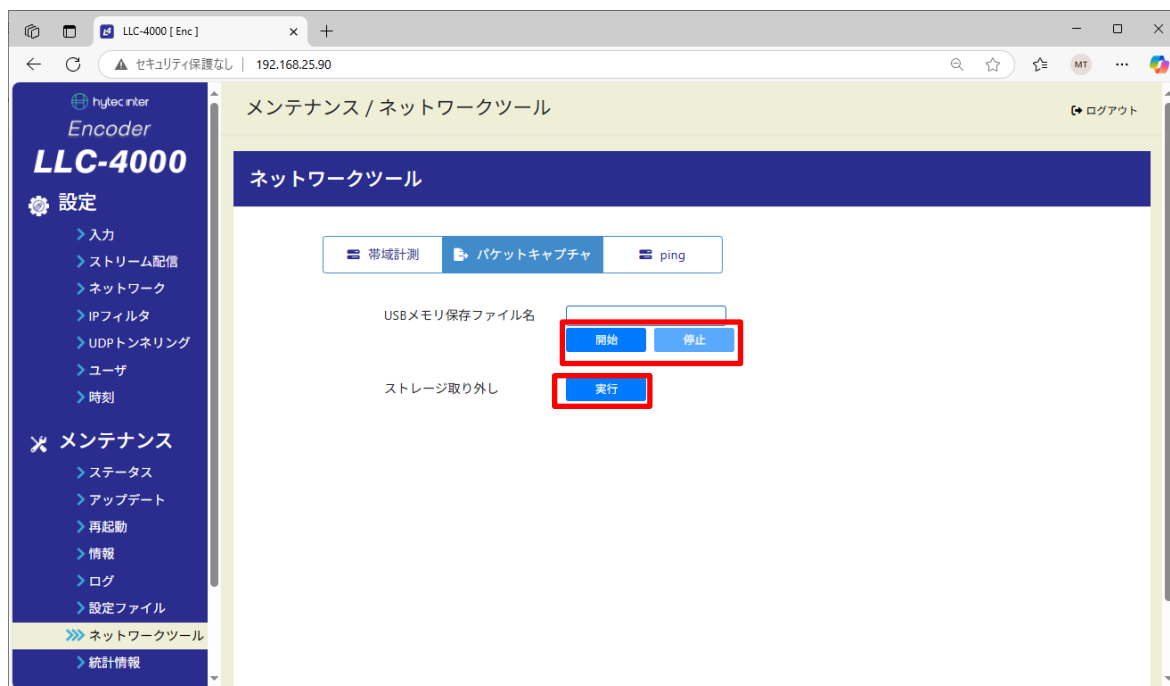 LLC-4000 [ Enc ]
セキュリティ保護なし | 192.168.25.90
MT
hytec inter
Encoder
LLC-4000
設定
入力
ストリーム配信
ネットワーク
IPフィルタ
UDPトンネリング
ユーザ
時刻
メンテナンス
ステータス
アップデート
再起動
情報
ログ
設定ファイル
ネットワークツール
統計情報
メンテナンス / ネットワークツール
ログアウト
ネットワークツール
帯域計測 パケットキャプチャ ping
USBメモリ保存ファイル名
開始 停止
ストレージ取り外し 実行